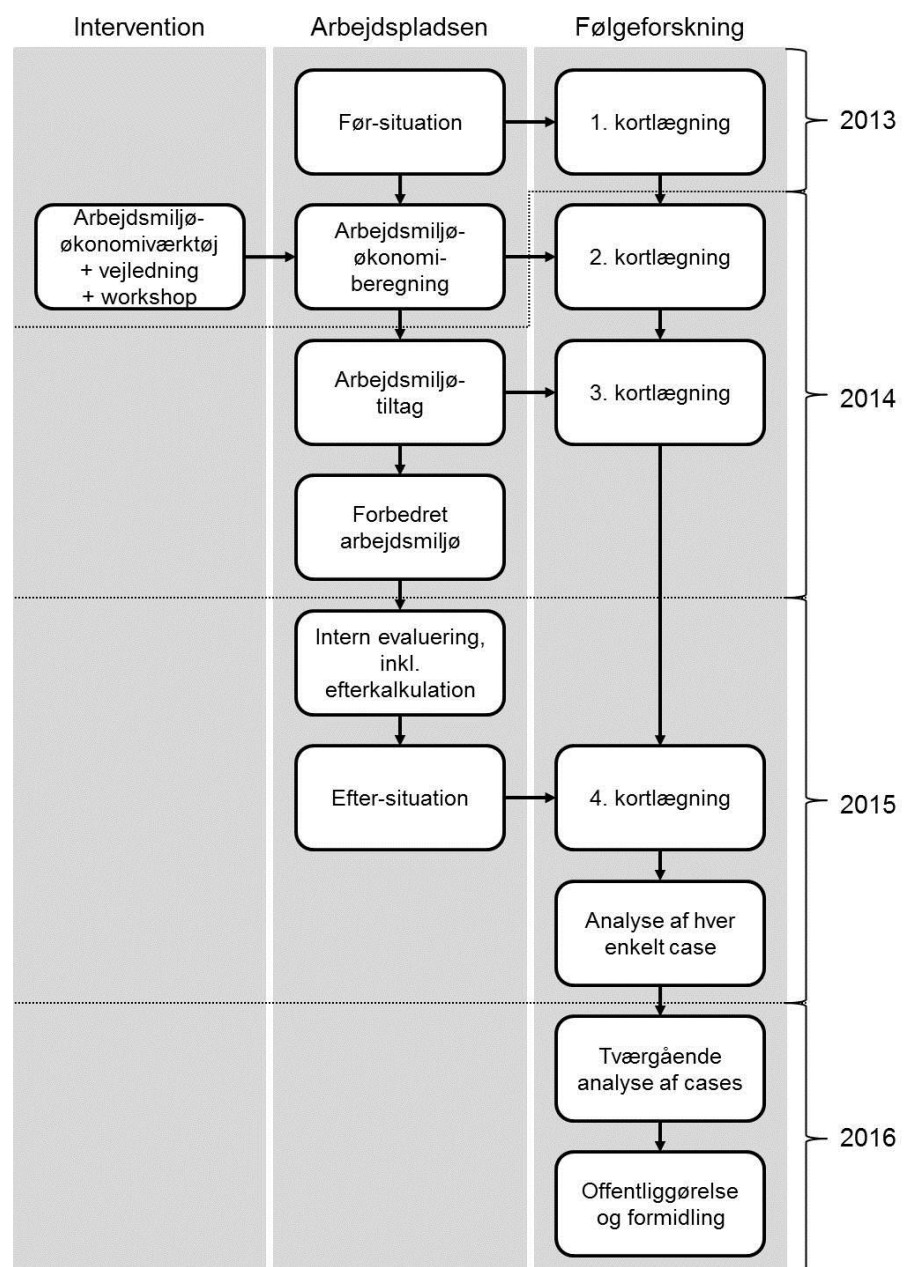 Intervention
Arbejdspladsen
Følgeforskning
Før-situation
1. kortlægning
2013
Arbejdsmiljø-
økonomiværktøj
+ vejledning
+ workshop
Arbejdsmiljø-
økonomi-
beregning
2. kortlægning
Arbejdsmiljø-
tiltag
3. kortlægning
2014
Forbedret
arbejdsmiljø
Intern evaluering,
inkl.
efterkalkulation
Efter-situation
4. kortlægning
2015
Analyse af hver
enkelt case
Tværgående
analyse af cases
2016
Offentliggørelse
og formidling